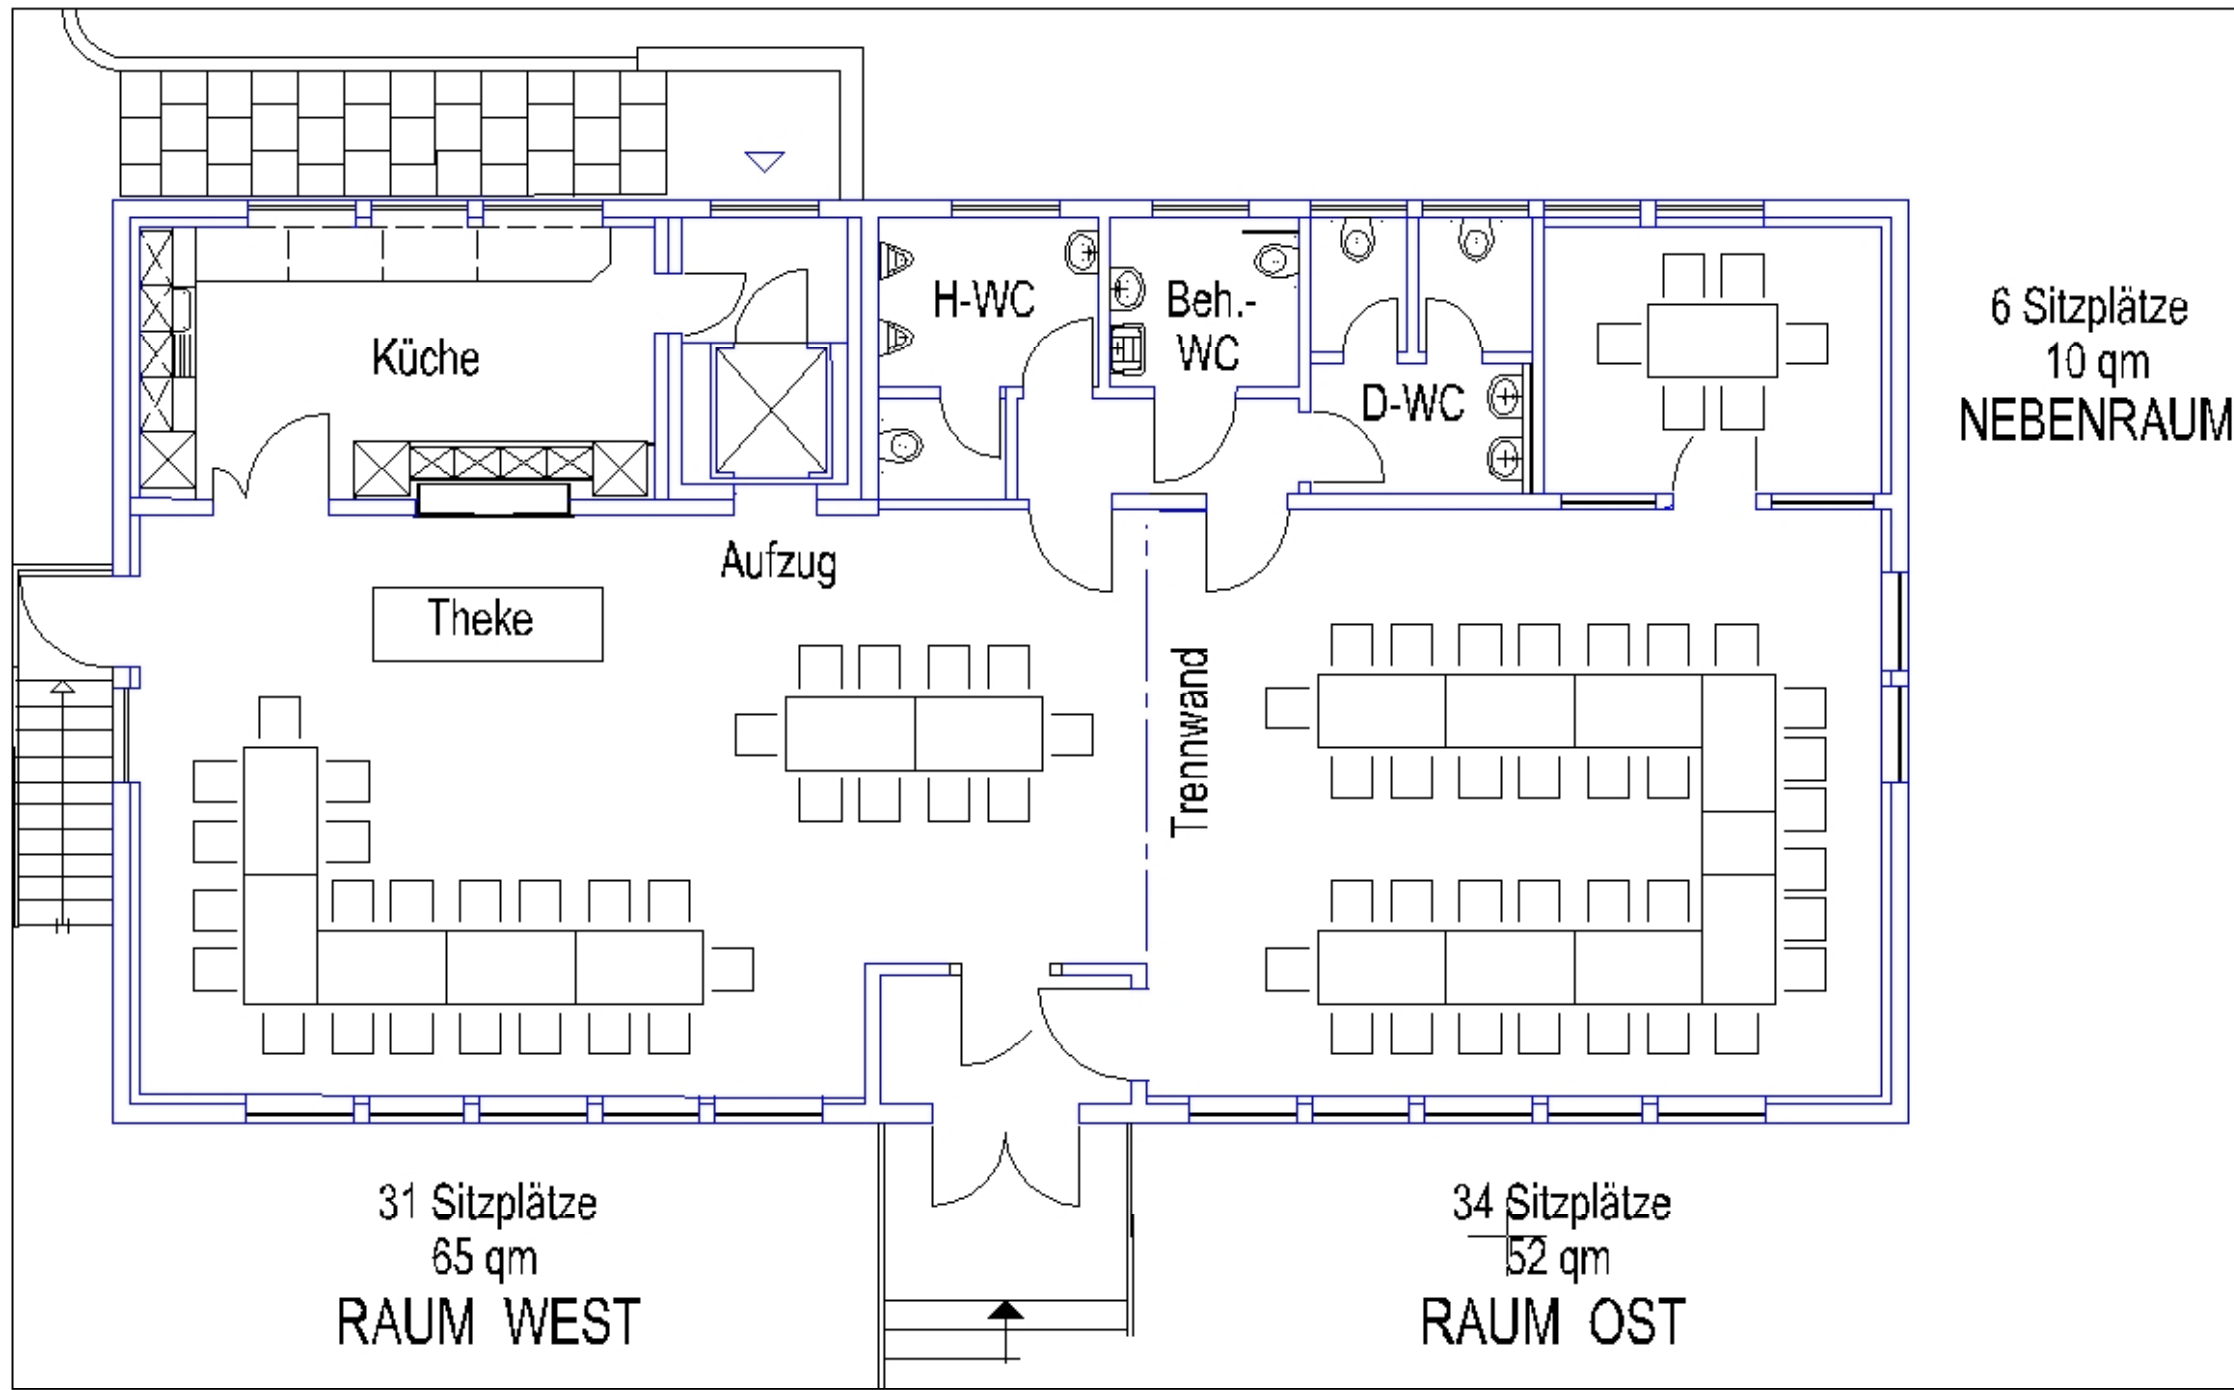 H-WC
Beh.-
WC
Küche
D-WC
6 Sitzplätze
10 qm
NEBENRAUM
Aufzug
Theke
Trennwand
31 Sitzplätze
65 qm
RAUM WEST
34 Sitzplätze
52 qm
RAUM OST